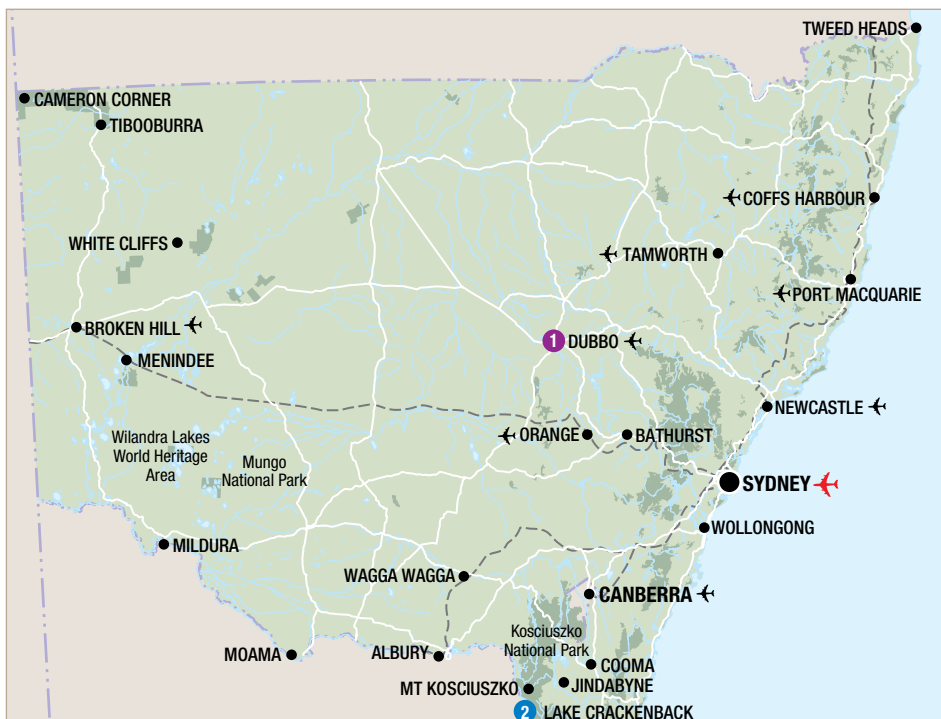 TWEED HEADS
CAMERON CORNER
TIBOOBURRA
COFFS HARBOUR
WHITE CLIFFS
TAMWORTH
PORT MACQUARIE
BROKEN HILL
1 DUBBO
MENINDEE
NEWCASTLE
ORANGE
BATHURST
Wilandra Lakes
World Heritage
Area
Mungo
National Park
SYDNEY
WOLLONGONG
MILDURA
WAGGA WAGGA
CANBERRA
Kosciuszko
National Park
MOAMA
ALBURY
COOMA
MT KOSCIUSZKO
JINDABYNE
2 LAKE CRACKENBACK